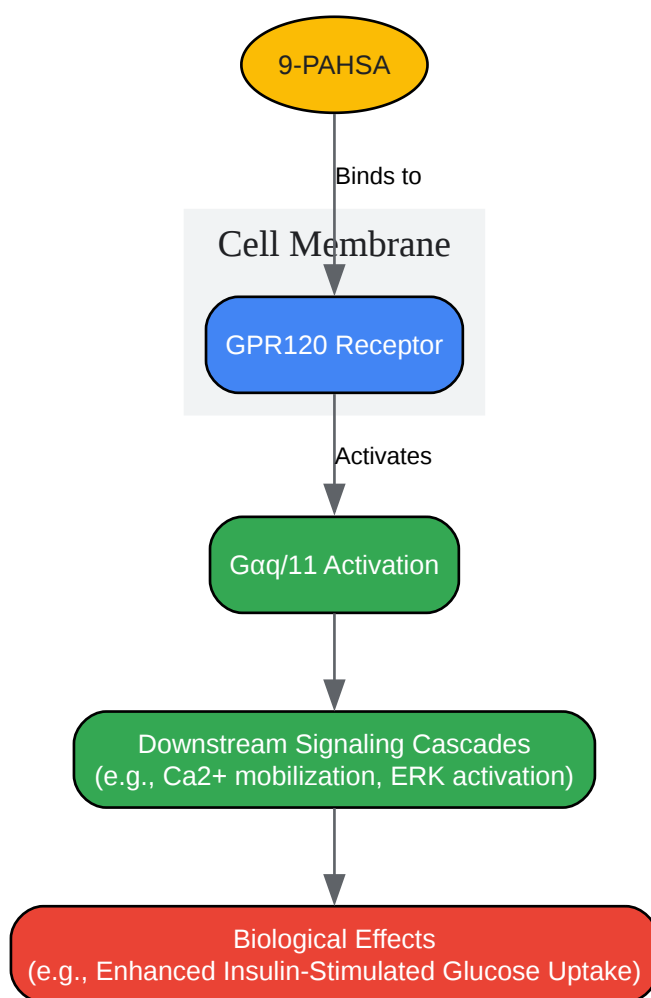 9-PAHSA
Binds to
Cell Membrane
GPR120 Receptor
Activates
Gαq/11 Activation
Downstream Signaling Cascades
(e.g., Ca2+ mobilization, ERK activation)
Biological Effects
(e.g., Enhanced Insulin-Stimulated Glucose Uptake)